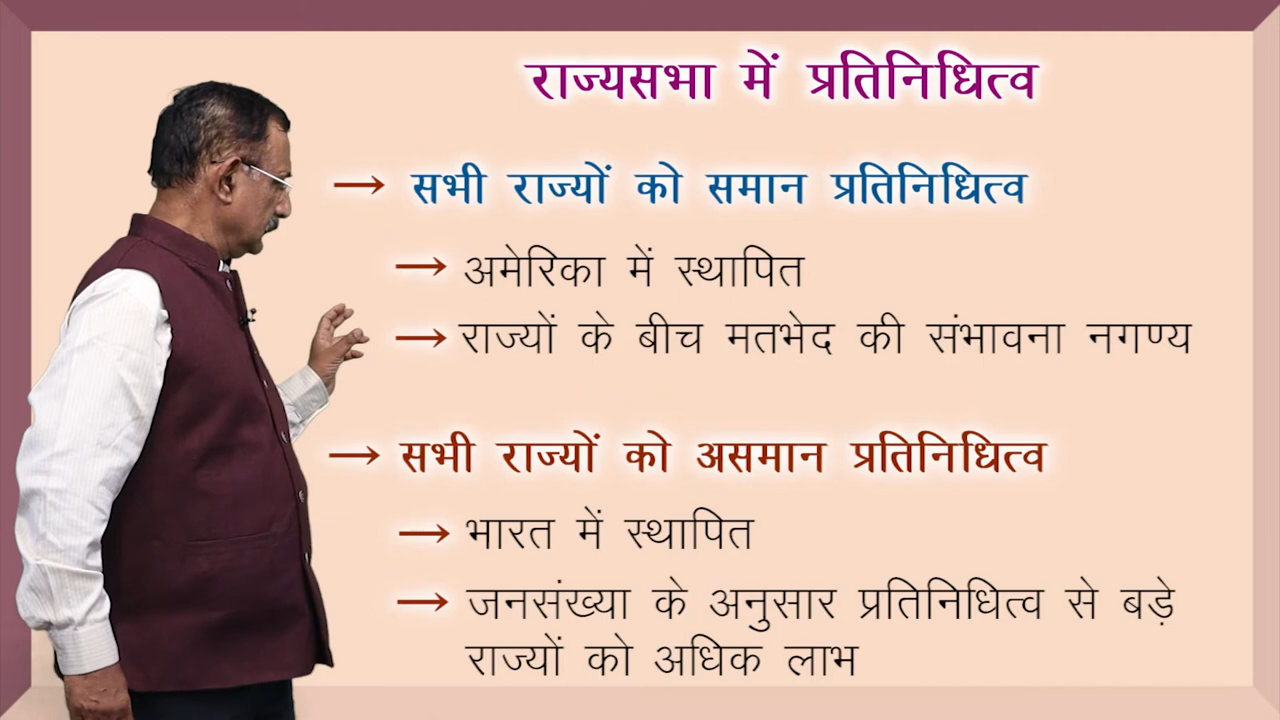 राज्यसभा में प्रतिनिधित्व
→ सभी राज्यों को समान प्रतिनिधित्व
→ अमेरिका में स्थापित
→ राज्यों के बीच मतभेद की संभावना नगण्य
→ सभी राज्यों को असमान प्रतिनिधित्व
→ भारत में स्थापित
→ जनसंख्या के अनुसार प्रतिनिधित्व से बड़े
राज्यों को अधिक लाभ